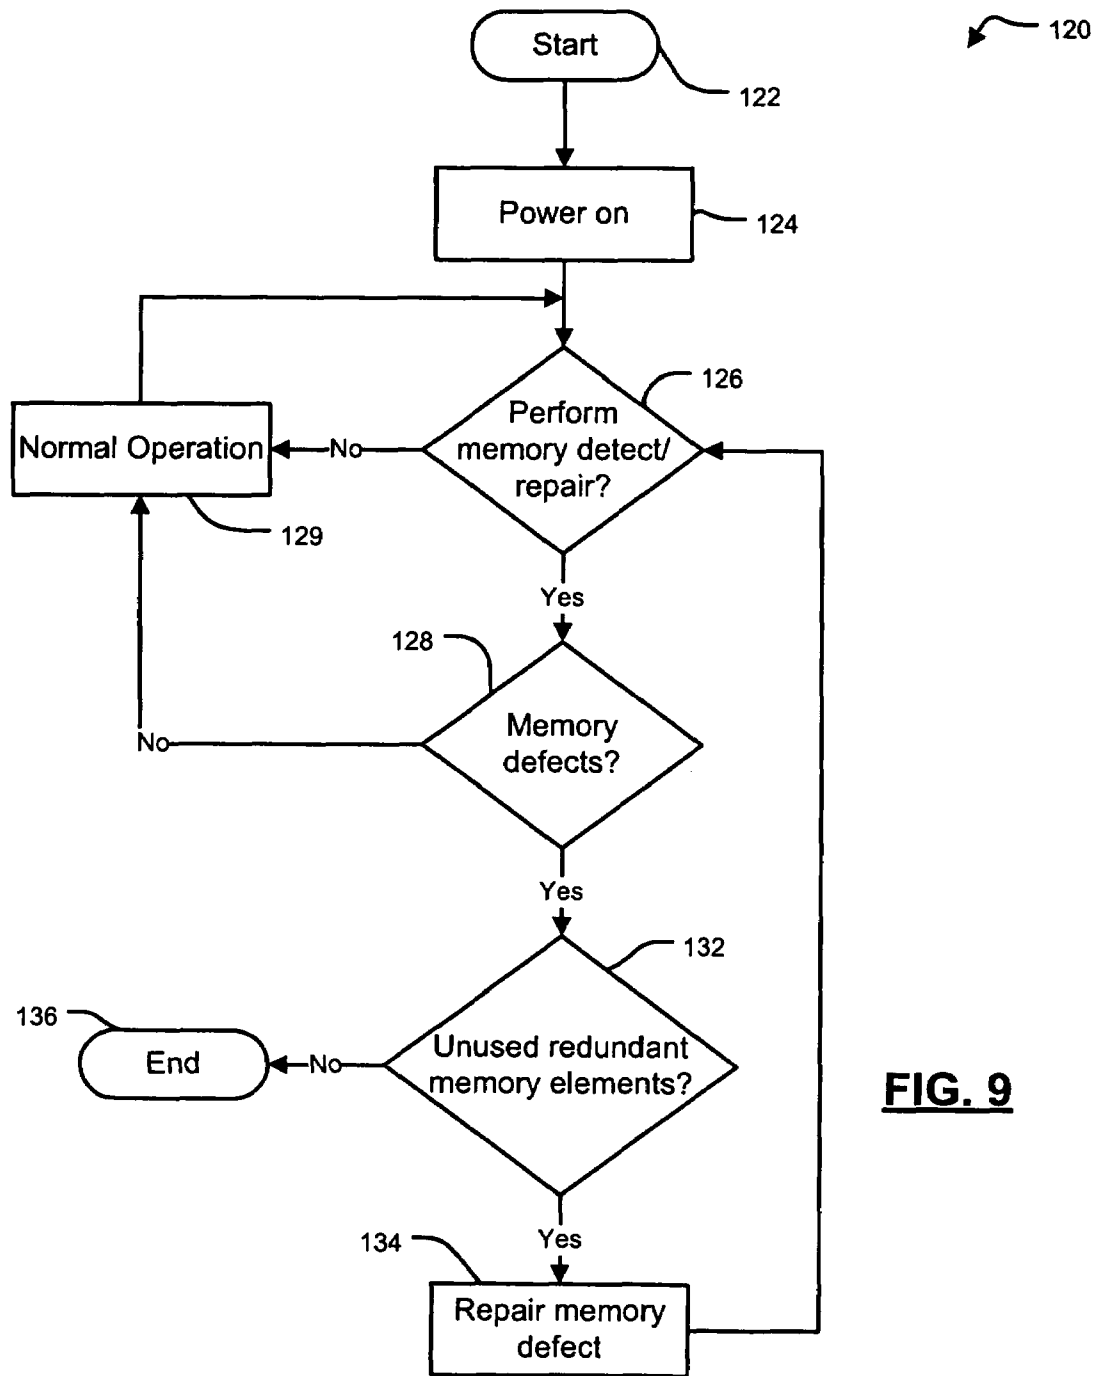 Start
120
122
Power on
124
126
Perform
memory detect/
repair?
No
Normal Operation
129
Yes
128
Memory
defects?
No
Yes
132
136
End
No
Unused redundant
memory elements?
FIG. 9
Yes
134
Repair memory
defect